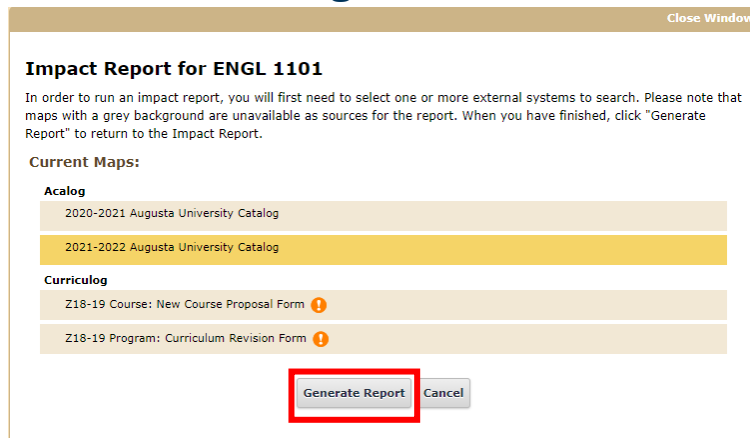 Close Window
Impact Report for ENGL 1101
In order to run an impact report, you will first need to select one or more external systems to search. Please note that
maps with a grey background are unavailable as sources for the report. When you have finished, click "Generate
Report" to return to the Impact Report.
Current Maps:
Acalog
2020-2021 Augusta University Catalog
2021-2022 Augusta University Catalog
Curriculog
Z18-19 Course: New Course Proposal Form
Z18-19 Program: Curriculum Revision Form
Generate Report Cancel